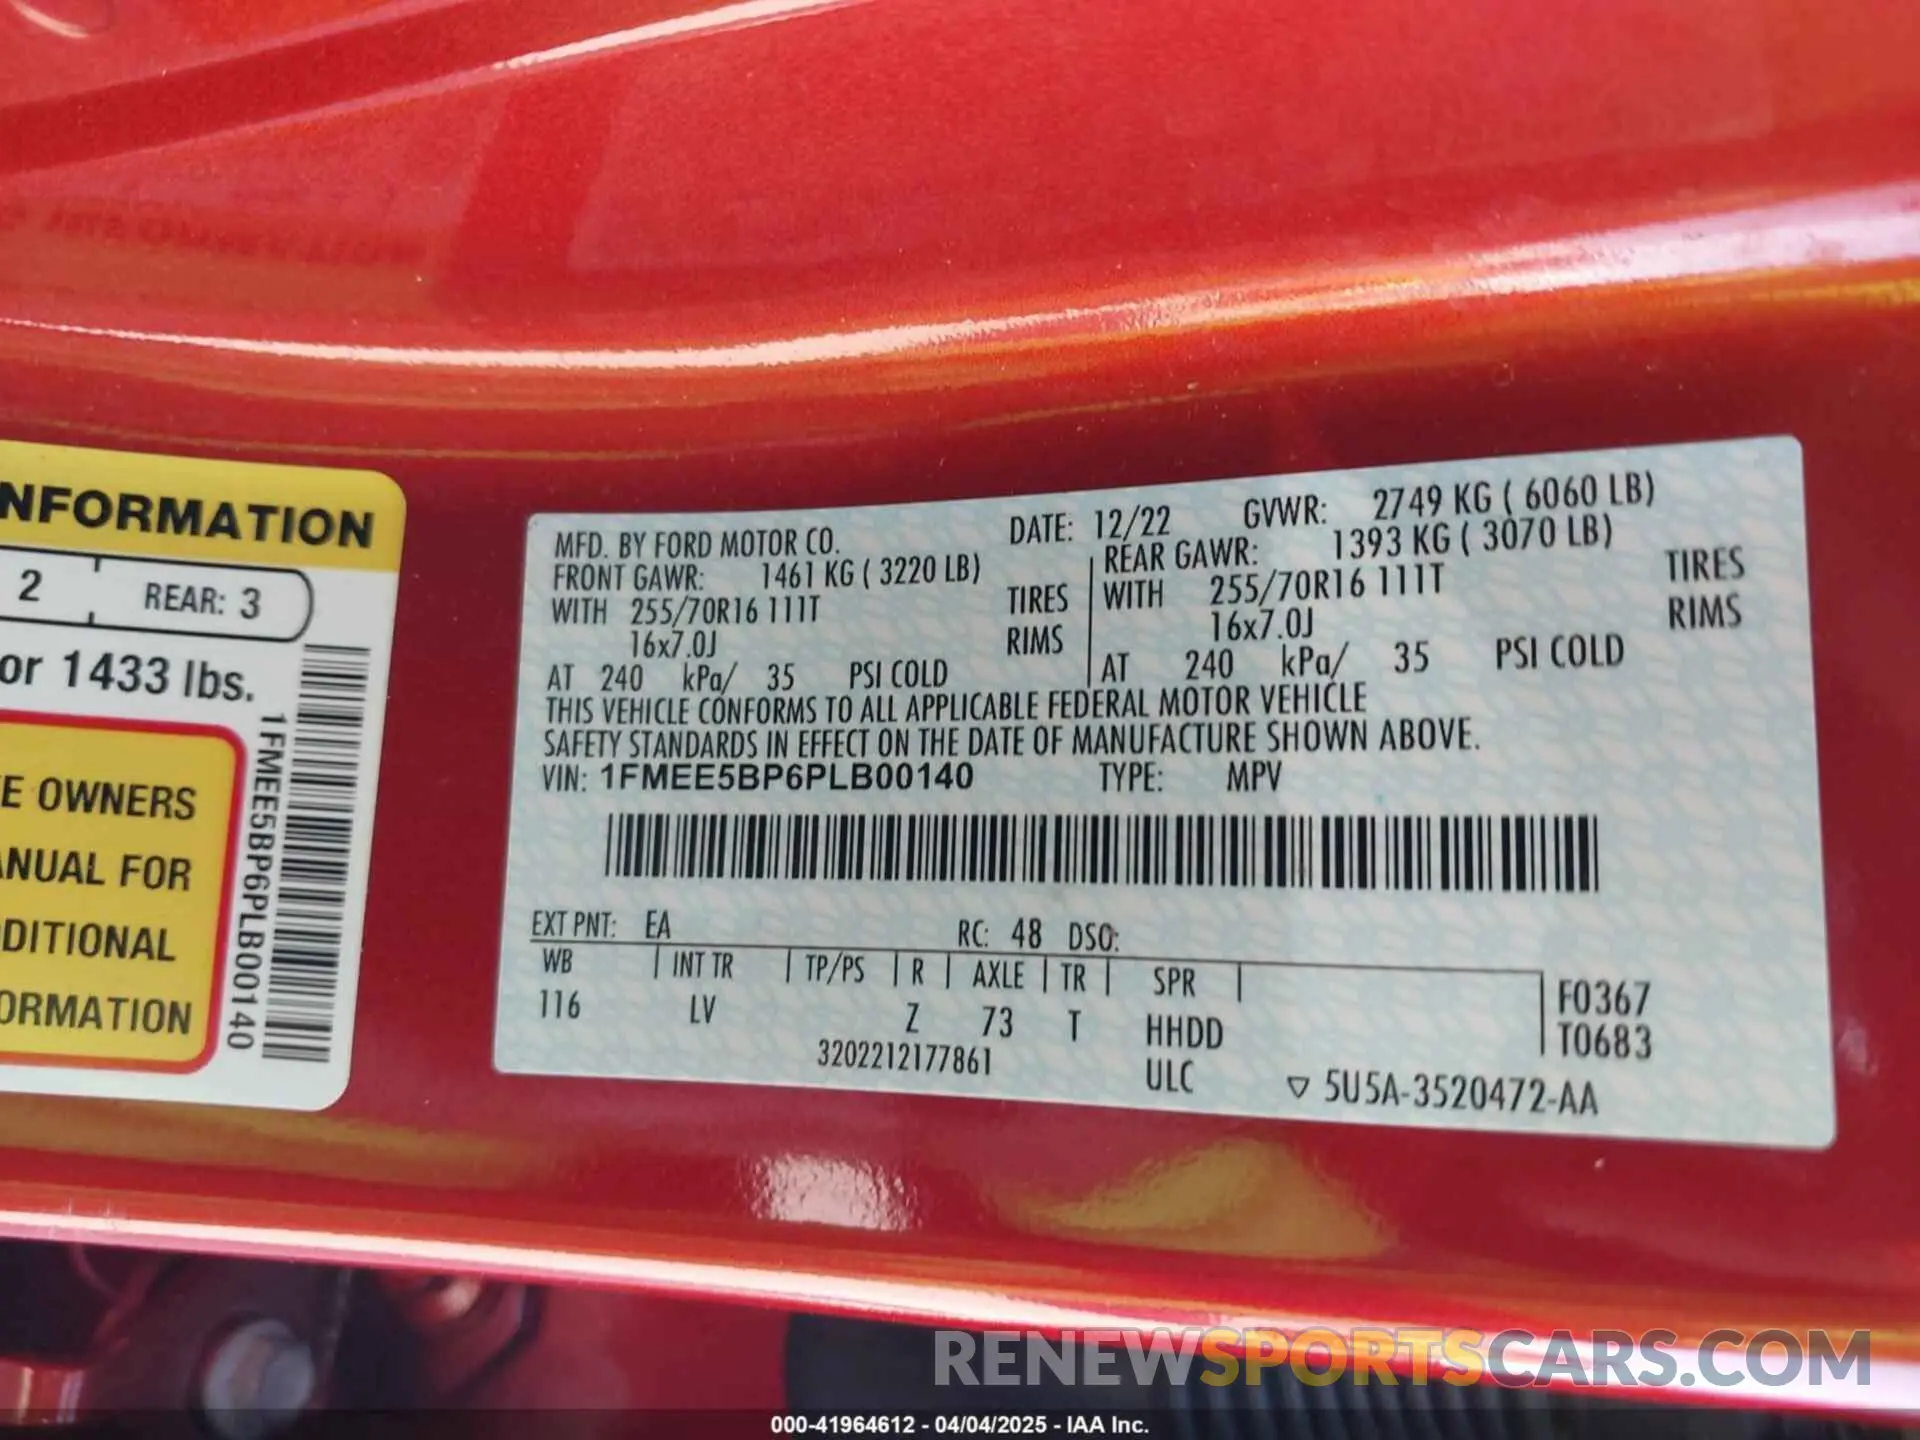 NFORMATION
2 REAR: 3
or 1433 lbs.
E OWNERS
ANUAL FOR
DDITIONAL
ORMATION
1FMEE5BP6PLB00140
MFD. BY FORD MOTOR CO. DATE: 12/22 GVWR: 2749 KG ( 6060 LB)
FRONT GAWR: 1461 KG ( 3220 LB) REAR GAWR: 1393 KG ( 3070 LB)
WITH 255/70R16 111T TIRES WITH 255/70R16 111T TIRES
16x7.0J RIMS 16x7.0J RIMS
AT 240 kPa/ 35 PSI COLD AT 240 kPa/ 35 PSI COLD
THIS VEHICLE CONFORMS TO ALL APPLICABLE FEDERAL MOTOR VEHICLE
SAFETY STANDARDS IN EFFECT ON THE DATE OF MANUFACTURE SHOWN ABOVE.
VIN: 1FMEE5BP6PLB00140 TYPE: MPV
EXT PNT: EA RC: 48 DSO:
WB INT TR TP/PS R AXLE TR SPR
116 LV Z 73 T HHDD
F0367
T0683
3202212177861 ULC
▽ 5U5A-3520472-AA
RENEWSPORTSCARS.COM
000-41964612 - 04/04/2025 - IAA Inc.